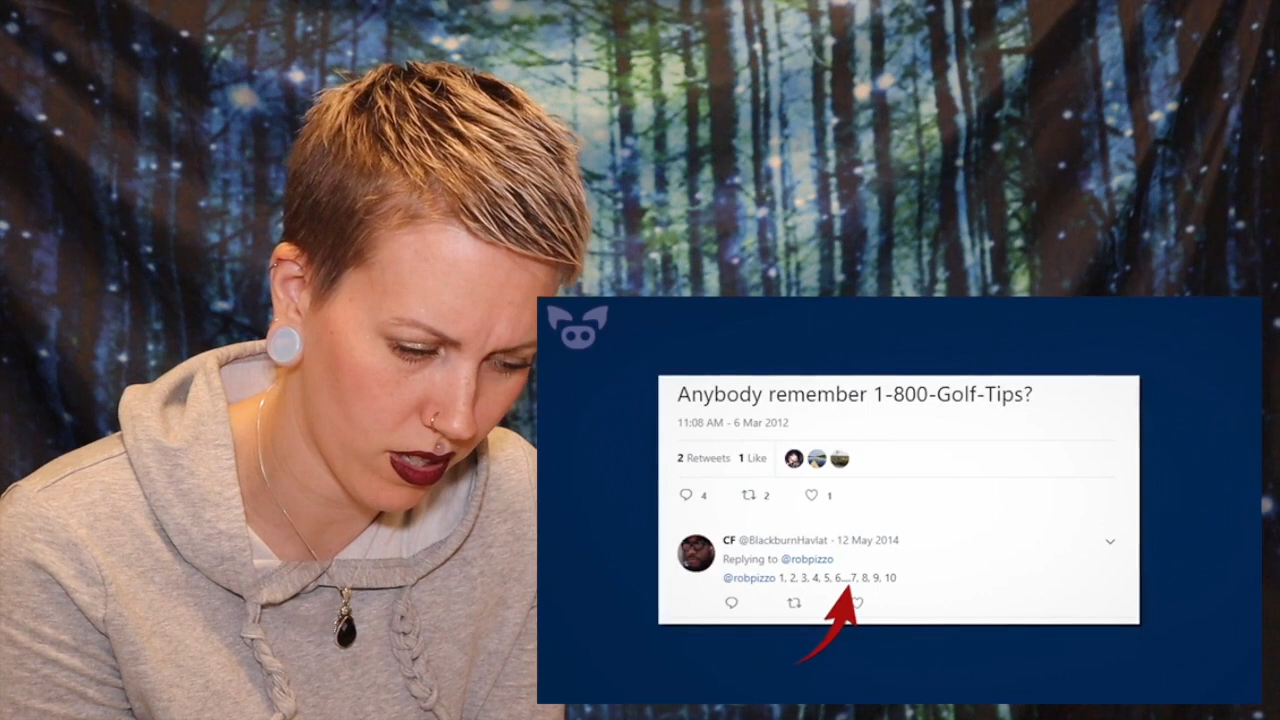 Anybody remember 1-800-Golf-Tips?
11:08 AM - 6 Mar 2012
2 Retweets 1 Like
4 2 1
CF @BlackburnHavlat - 12 May 2014
Replying to @robpizzo
@robpizzo 1, 2, 3, 4, 5, 6....7, 8, 9, 10